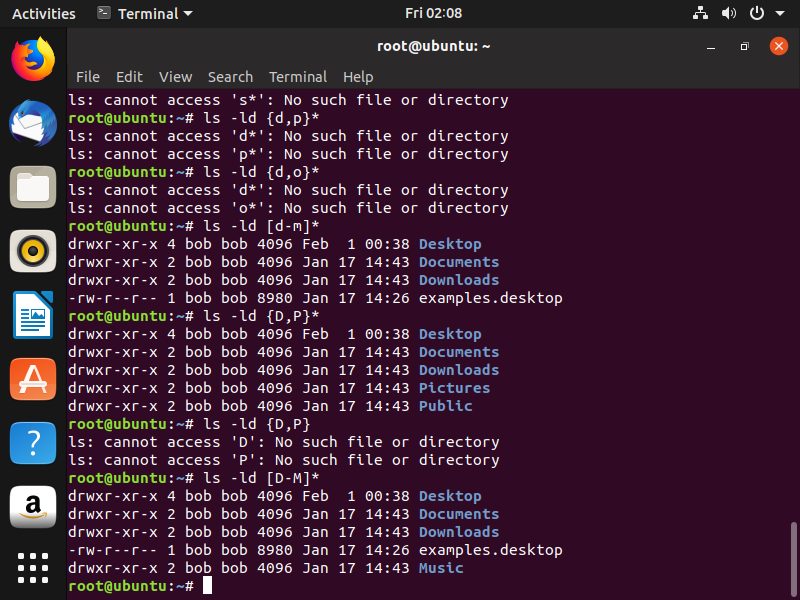 Activities
Terminal
Fri 02:08
root@ubuntu: ~
File Edit View Search Terminal Help
ls: cannot access 's*': No such file or directory
root@ubuntu:~# ls -ld {d,p}*
ls: cannot access 'd*': No such file or directory
ls: cannot access 'p*': No such file or directory
root@ubuntu:~# ls -ld {d,o}*
ls: cannot access 'd*': No such file or directory
ls: cannot access 'o*': No such file or directory
root@ubuntu:~# ls -ld [d-m]*
drwxr-xr-x 4 bob bob 4096 Feb  1 00:38 Desktop
drwxr-xr-x 2 bob bob 4096 Jan 17 14:43 Documents
drwxr-xr-x 2 bob bob 4096 Jan 17 14:43 Downloads
-rw-r--r-- 1 bob bob 8980 Jan 17 14:26 examples.desktop
root@ubuntu:~# ls -ld {D,P}*
drwxr-xr-x 4 bob bob 4096 Feb  1 00:38 Desktop
drwxr-xr-x 2 bob bob 4096 Jan 17 14:43 Documents
drwxr-xr-x 2 bob bob 4096 Jan 17 14:43 Downloads
drwxr-xr-x 2 bob bob 4096 Jan 17 14:43 Pictures
drwxr-xr-x 2 bob bob 4096 Jan 17 14:43 Public
root@ubuntu:~# ls -ld {D,P}
ls: cannot access 'D': No such file or directory
ls: cannot access 'P': No such file or directory
root@ubuntu:~# ls -ld [D-M]*
drwxr-xr-x 4 bob bob 4096 Feb  1 00:38 Desktop
drwxr-xr-x 2 bob bob 4096 Jan 17 14:43 Documents
drwxr-xr-x 2 bob bob 4096 Jan 17 14:43 Downloads
-rw-r--r-- 1 bob bob 8980 Jan 17 14:26 examples.desktop
drwxr-xr-x 2 bob bob 4096 Jan 17 14:43 Music
root@ubuntu:~#